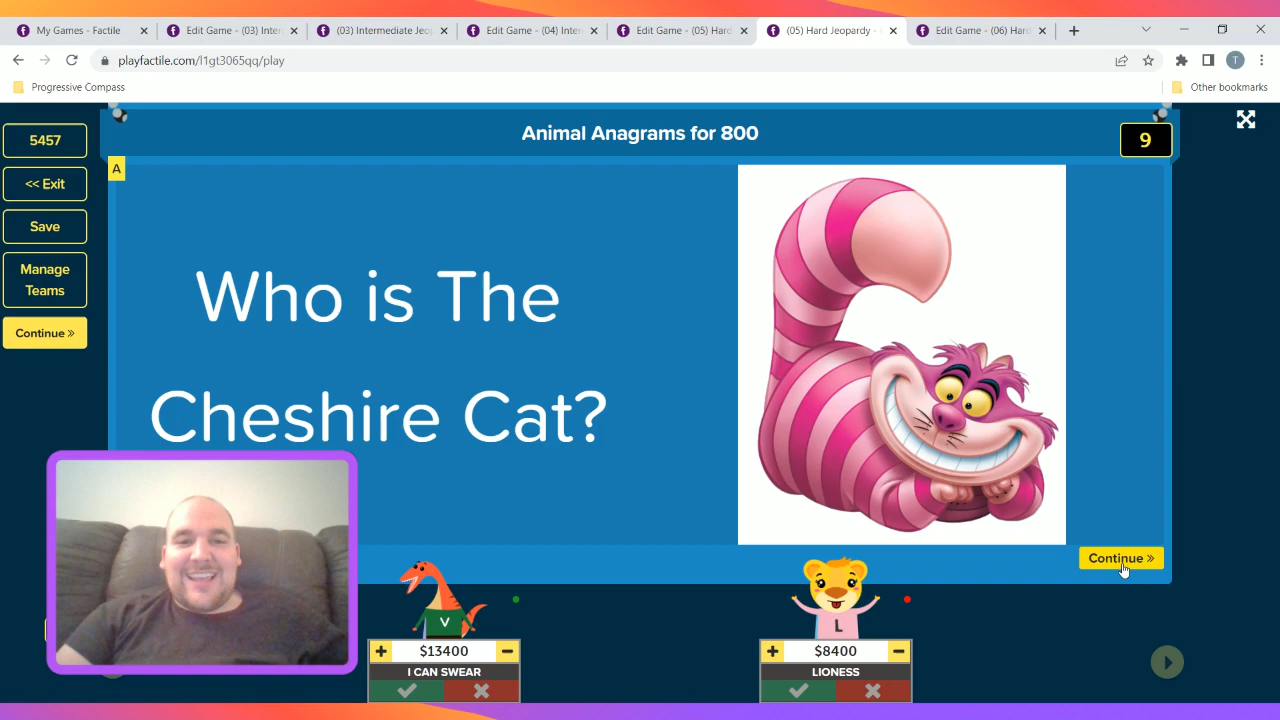 My Games - Factile
Edit Game - (03) Inter
(03) Intermediate Jeop
Edit Game - (04) Inter
Edit Game - (05) Hard
(05) Hard Jeopardy -
Edit Game - (06) Hard
playfactile.com/l1gt3065qq/play
T
Progressive Compass
Other bookmarks
5457
<< Exit
Save
Manage
Teams
Continue »
Animal Anagrams for 800
9
A
Who is The
Cheshire Cat?
Continue »
V
L
+ $13400 −
I CAN SWEAR
+ $8400 −
LIONESS